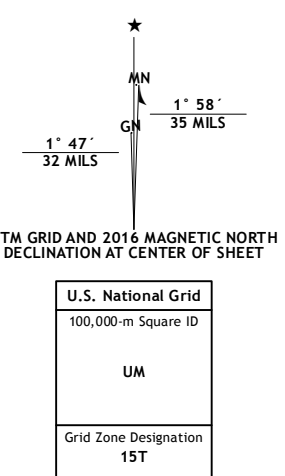 MN
1° 58´
35 MILS
GN
1° 47´
32 MILS
TM GRID AND 2016 MAGNETIC NORTH
DECLINATION AT CENTER OF SHEET
U.S. National Grid
100,000-m Square ID
UM
Grid Zone Designation
15T